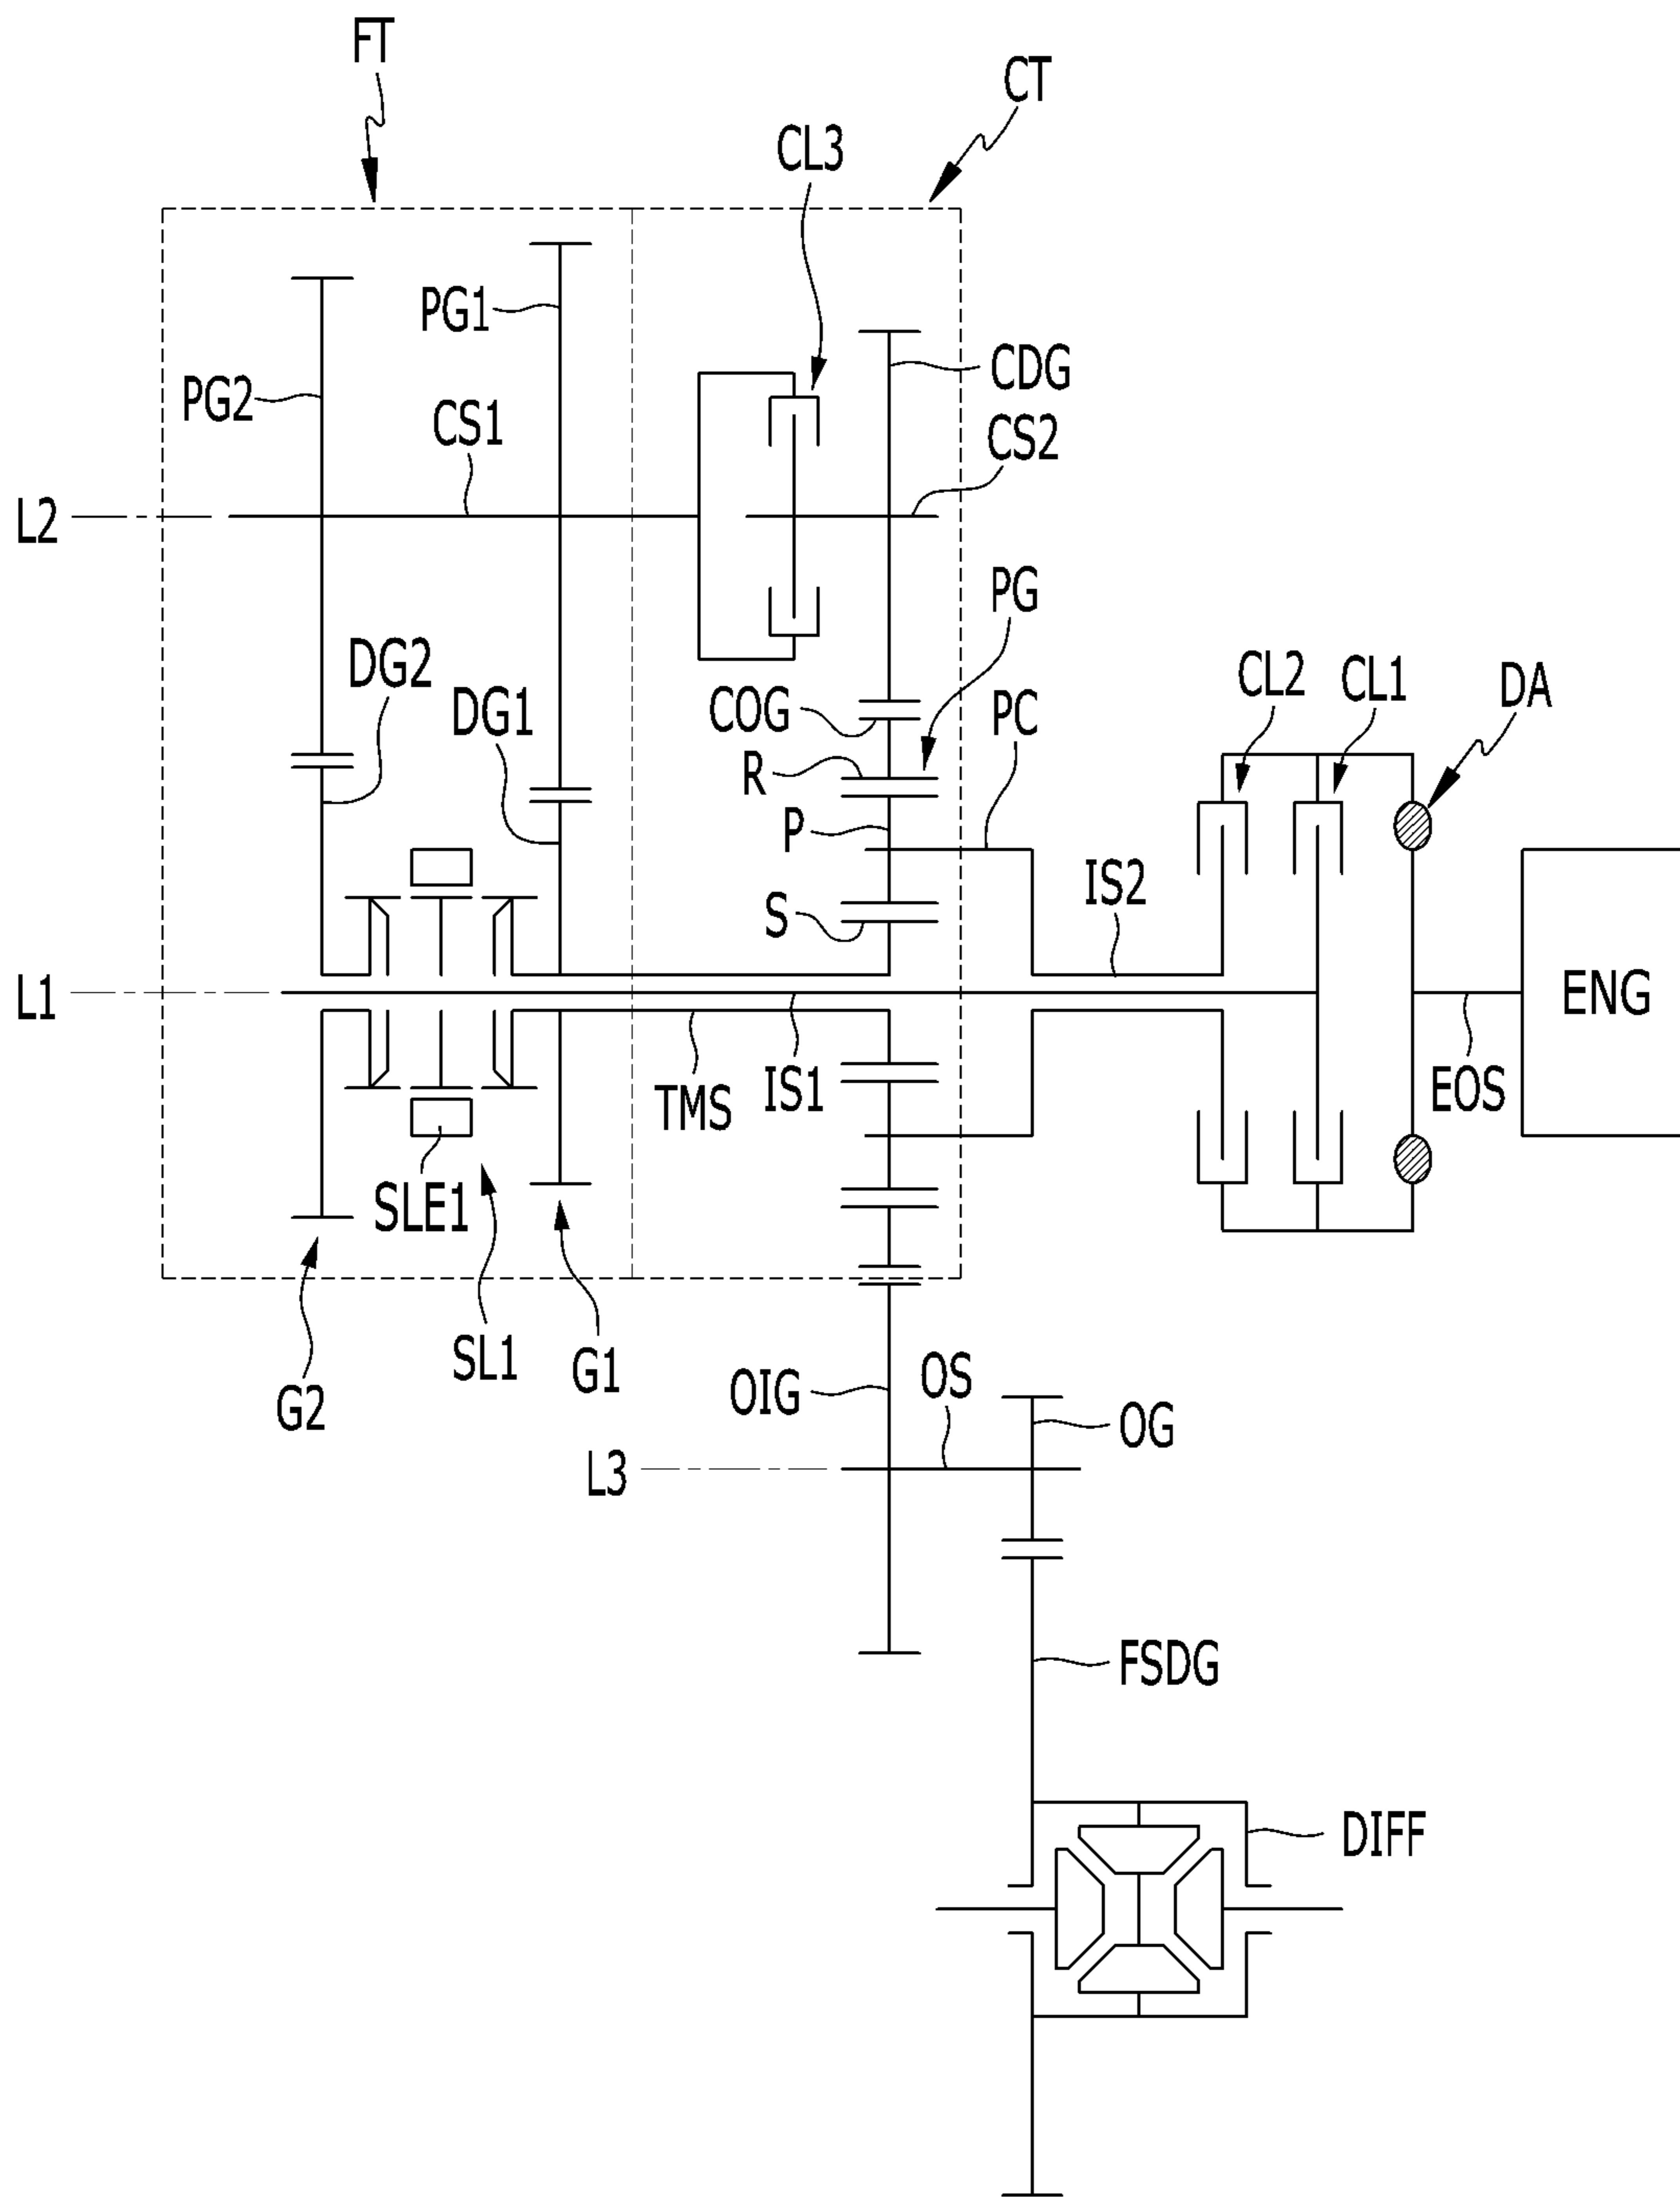 FT
CT
CL3
PG1
CDG
PG2
CS1
CS2
L2
PG
DG2
CL2
CL1
DA
DG1
COG
PC
R
P
IS2
S
L1
ENG
IS1
EOS
TMS
SLE1
SL1
G1
OIG
OS
G2
OG
L3
FSDG
DIFF